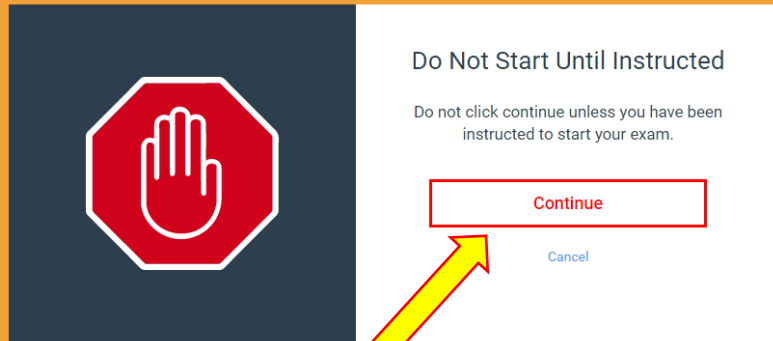 Do Not Start Until Instructed
Do not click continue unless you have been
instructed to start your exam.
Continue
Cancel